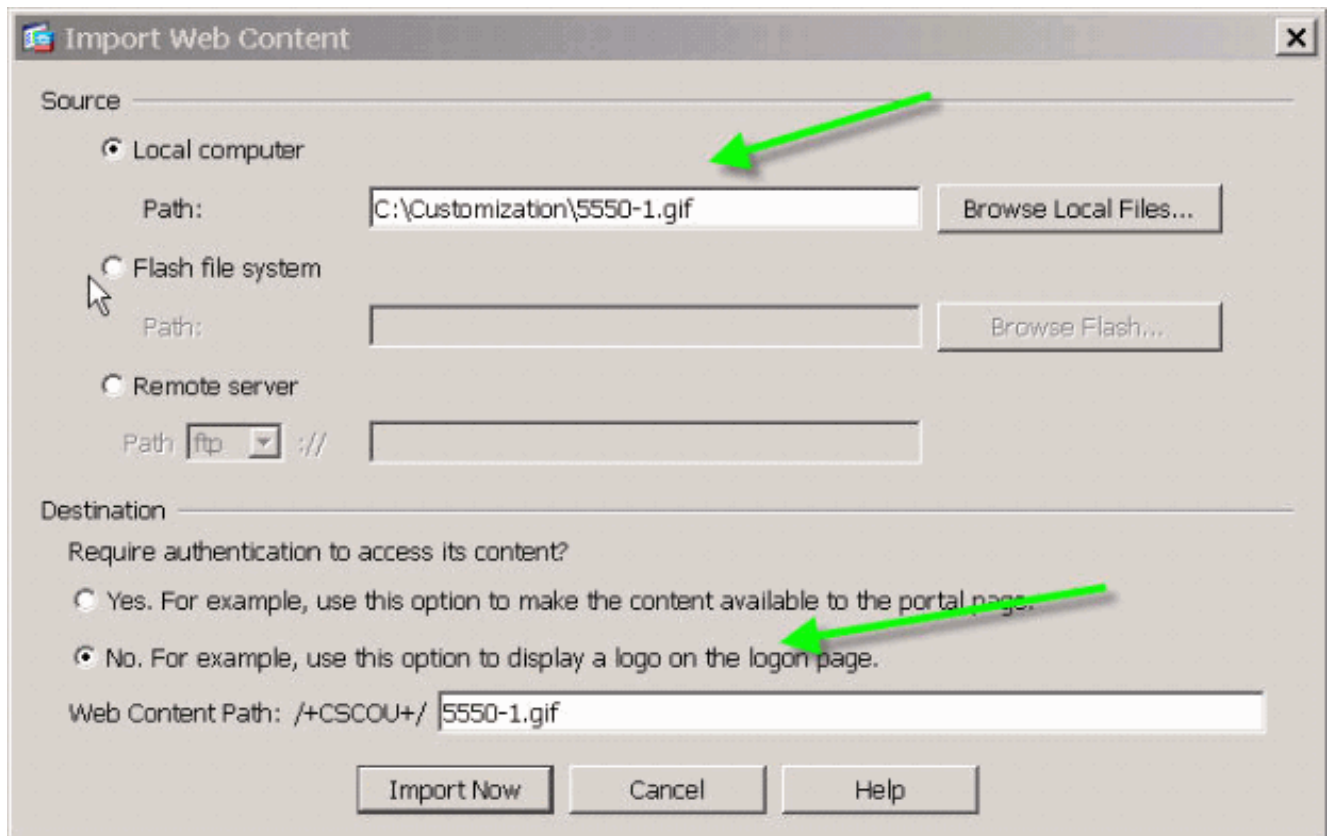 Import Web Content
Source
Local computer
Path: C:\Customization\5550-1.gif Browse Local Files...
Flash file system
Path: Browse Flash...
Remote server
Path ftp ://
Destination
Require authentication to access its content?
Yes. For example, use this option to make the content available to the portal page.
No. For example, use this option to display a logo on the logon page.
Web Content Path: /+CSCOU+/ 5550-1.gif
Import Now Cancel Help